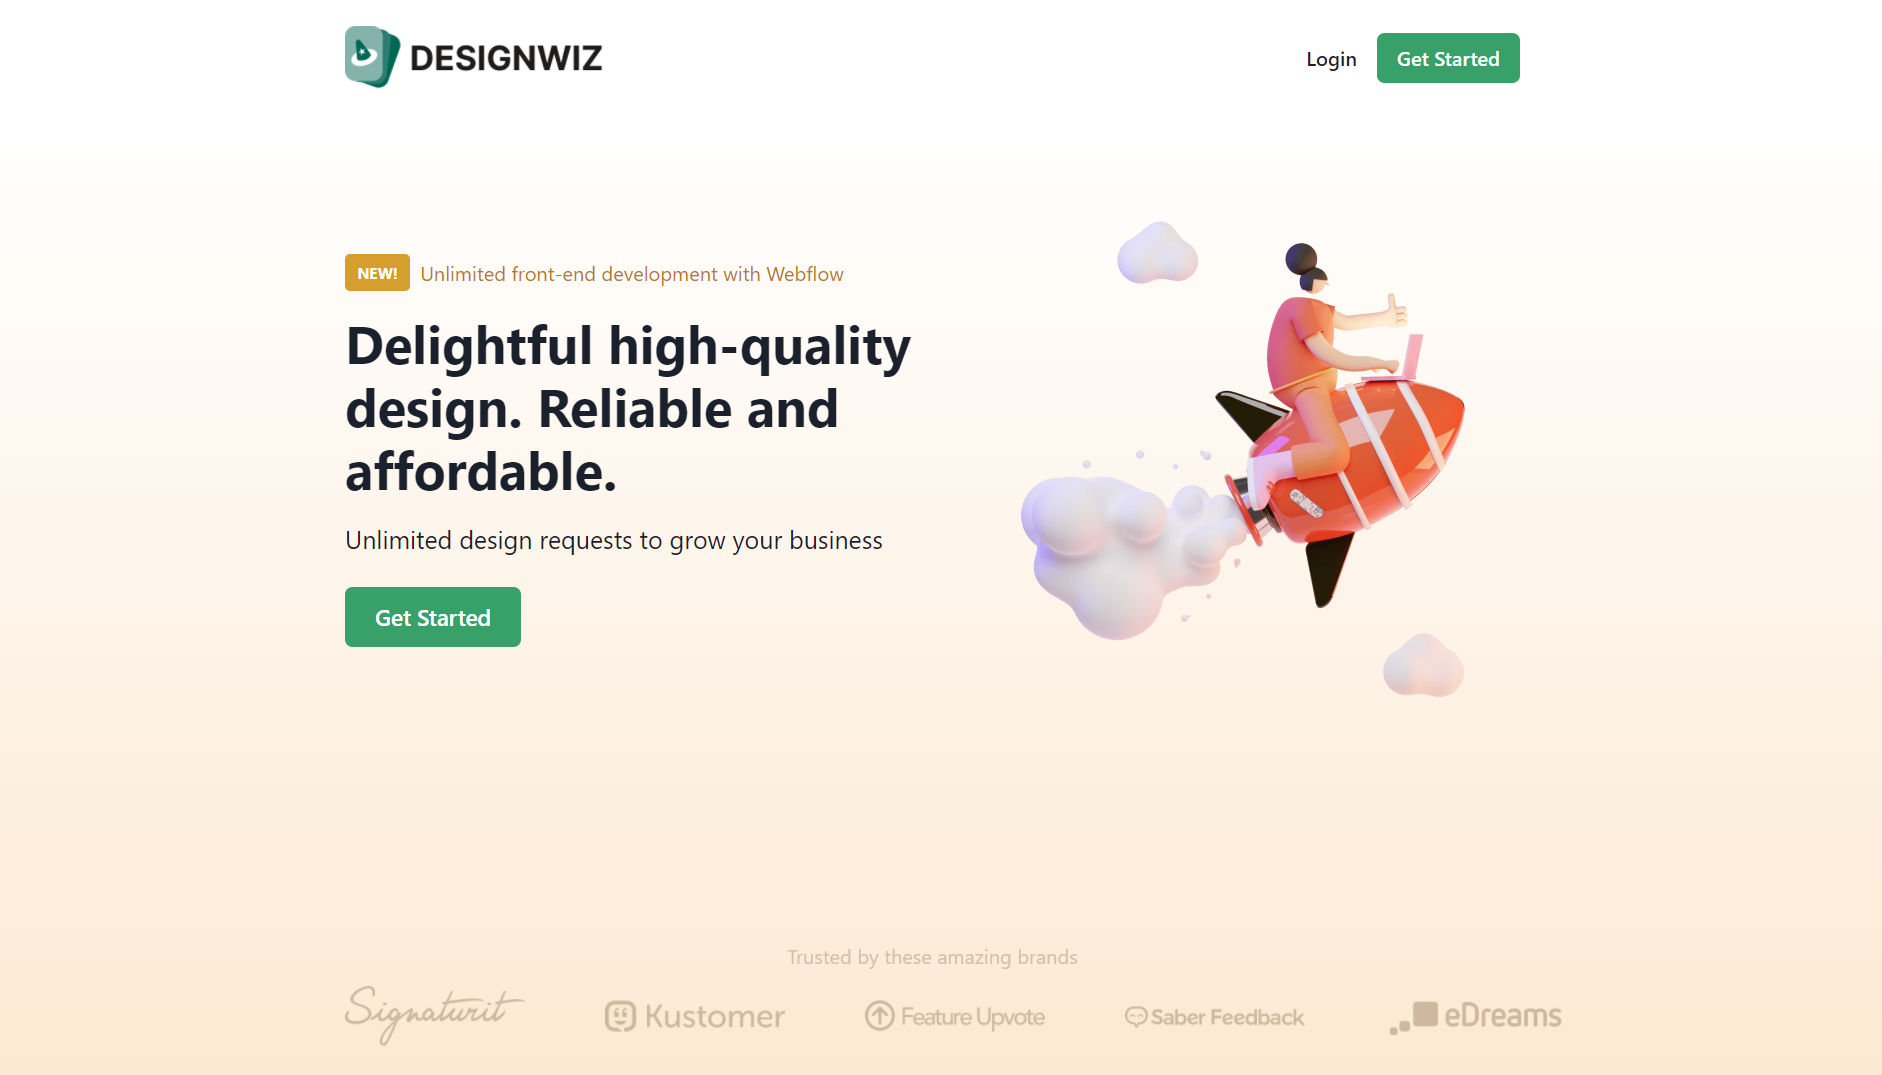 DESIGNWIZ
Login
Get Started
NEW!
Unlimited front-end development with Webflow
Delightful high-quality
design. Reliable and
affordable.
Unlimited design requests to grow your business
Get Started
Trusted by these amazing brands
Signaturit
Kustomer
Feature Upvote
Saber Feedback
eDreams